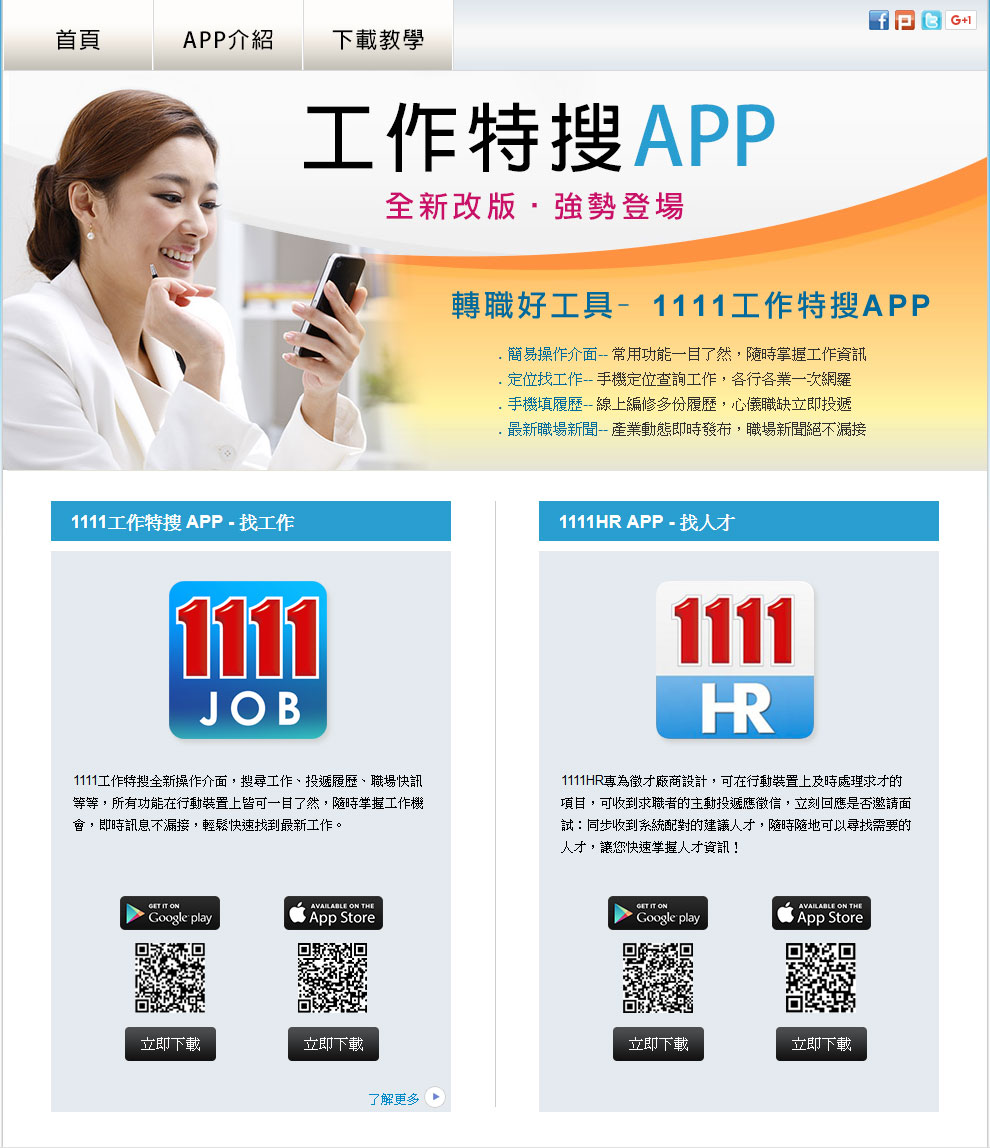 首頁
APP介紹
下載教學
G+1
工作特搜APP
全新改版・強勢登場
轉職好工具- 1111工作特搜APP
. 簡易操作介面-- 常用功能一目了然，隨時掌握工作資訊
. 定位找工作-- 手機定位查詢工作，各行各業一次網羅
. 手機填履歷-- 線上編修多份履歷，心儀職缺立即投遞
. 最新職場新聞-- 產業動態即時發布，職場新聞絕不漏接
1111工作特搜 APP - 找工作
1111
JOB
1111工作特搜全新操作介面，搜尋工作、投遞履歷、職場快訊
等等，所有功能在行動裝置上皆可一目了然，隨時掌握工作機
會，即時訊息不漏接，輕鬆快速找到最新工作。
GET IT ON
Google play
AVAILABLE ON THE
App Store
立即下載
立即下載
了解更多
1111HR APP - 找人才
1111
HR
1111HR專為徵才廠商設計，可在行動裝置上及時處理求才的
項目，可收到求職者的主動投遞應徵信，立刻回應是否邀請面
試：同步收到系統配對的建議人才，隨時隨地可以尋找需要的
人才，讓您快速掌握人才資訊！
GET IT ON
Google play
AVAILABLE ON THE
App Store
立即下載
立即下載